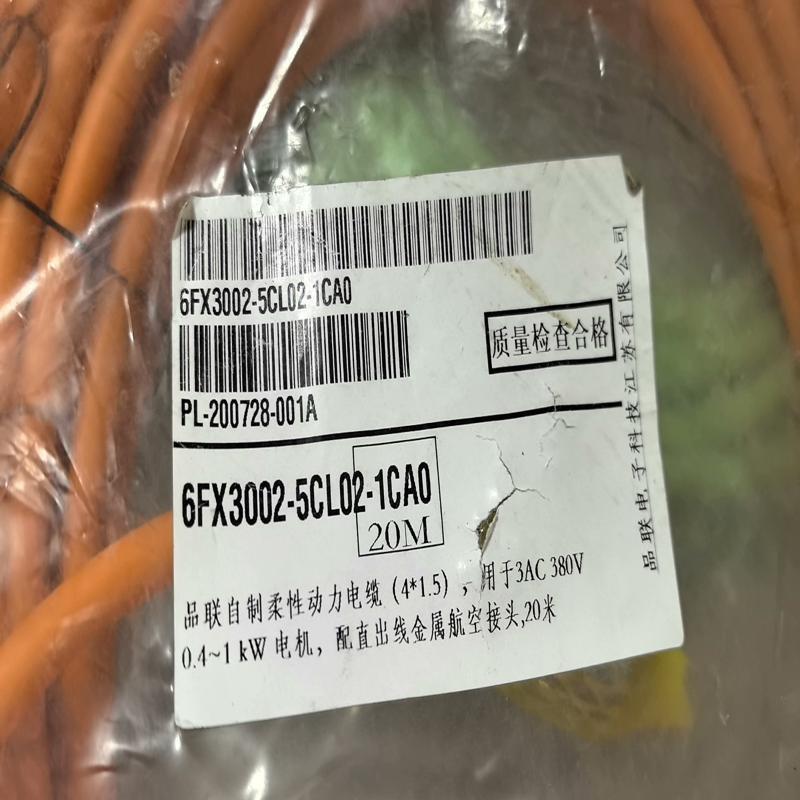 6FX3002-5CL02-1CA0
质量检查合格
PL-200728-001A
6FX3002-5CL02-1CA0
20M
品联自制柔性动力电缆 (4*1.5) ，用于3AC 380V
0.4~1 kW 电机，配直出线金属航空接头,20米
品联电子科技江苏有限公司